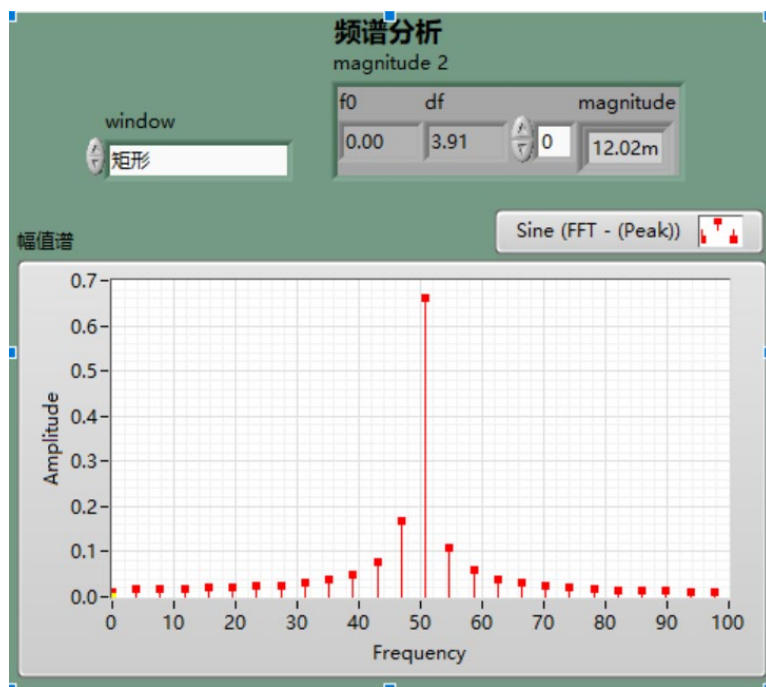 频谱分析
magnitude 2
f0 df magnitude
0.00 3.91 0 12.02m
window
矩形
Sine (FFT - (Peak))
幅值谱
0.7
0.6
0.5
0.4
0.3
0.2
0.1
0.0
Amplitude
0 10 20 30 40 50 60 70 80 90 100
Frequency